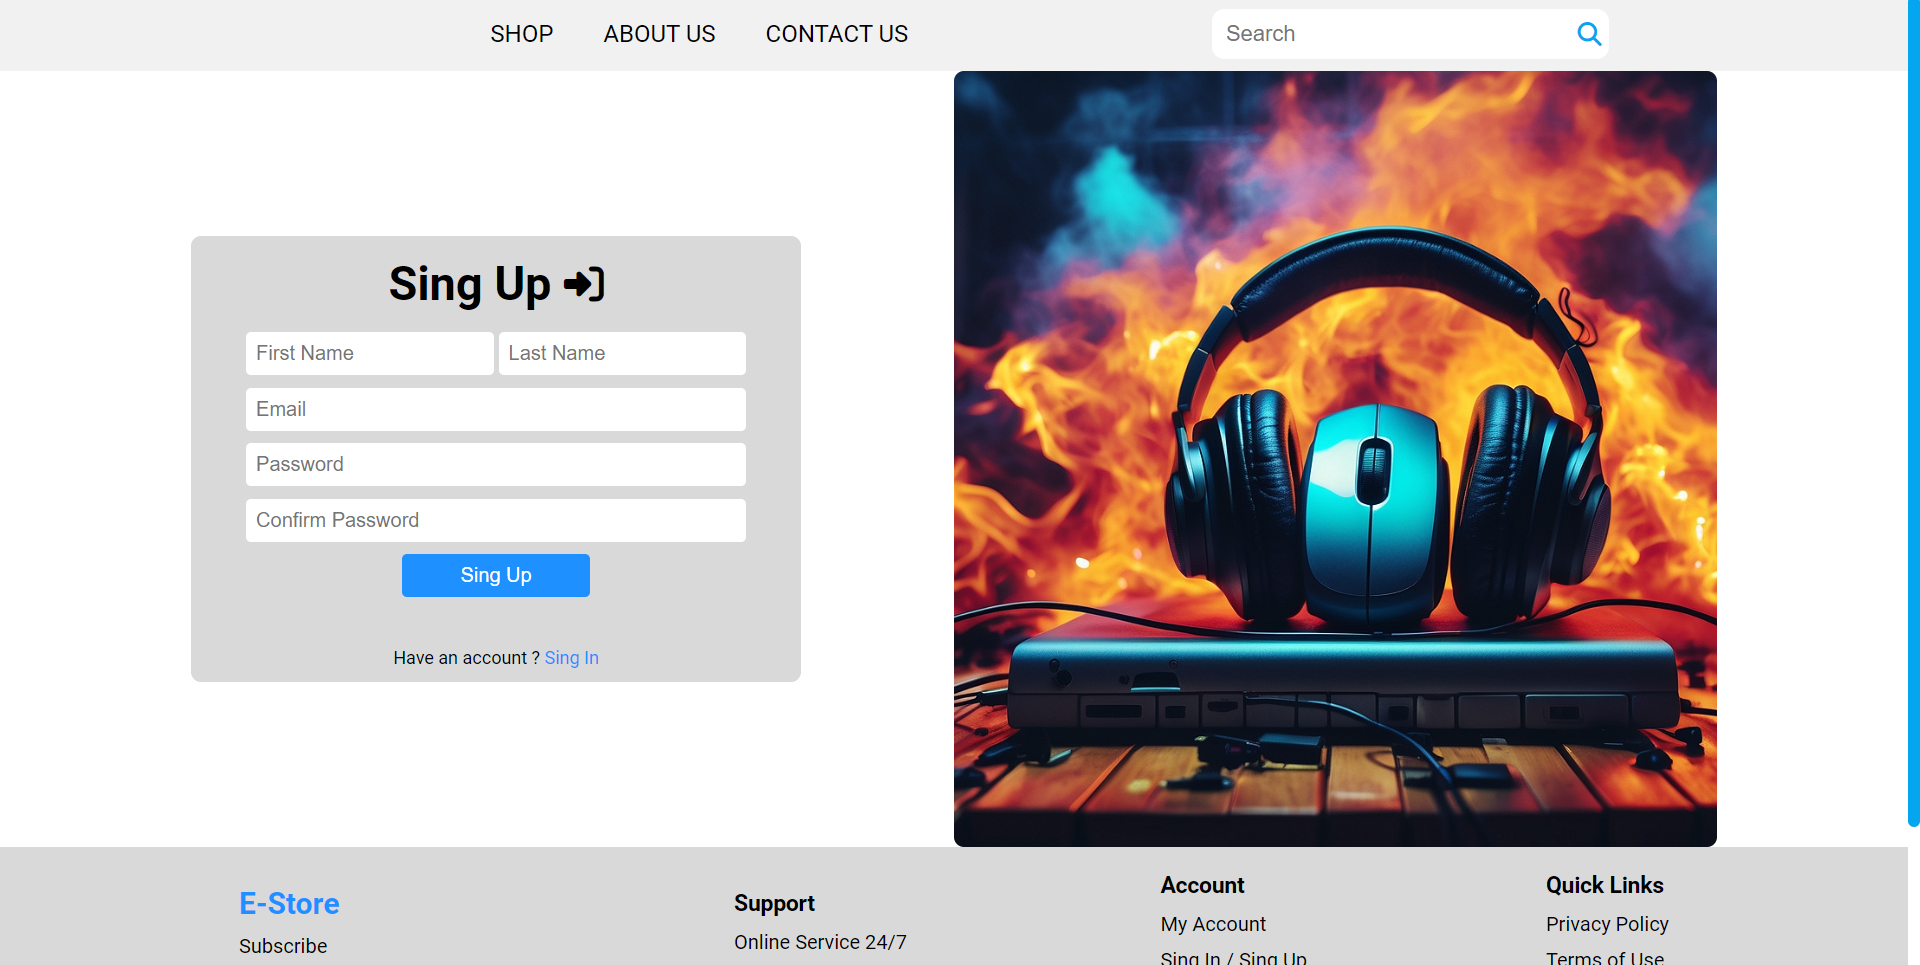 SHOP ABOUT US CONTACT US Search
Sing Up
First Name Last Name
Email
Password
Confirm Password
Sing Up
Have an account ? Sing In
E-Store
Subscribe
Support
Online Service 24/7
Account
My Account
Sing In / Sing Up
Quick Links
Privacy Policy
Terms of Use